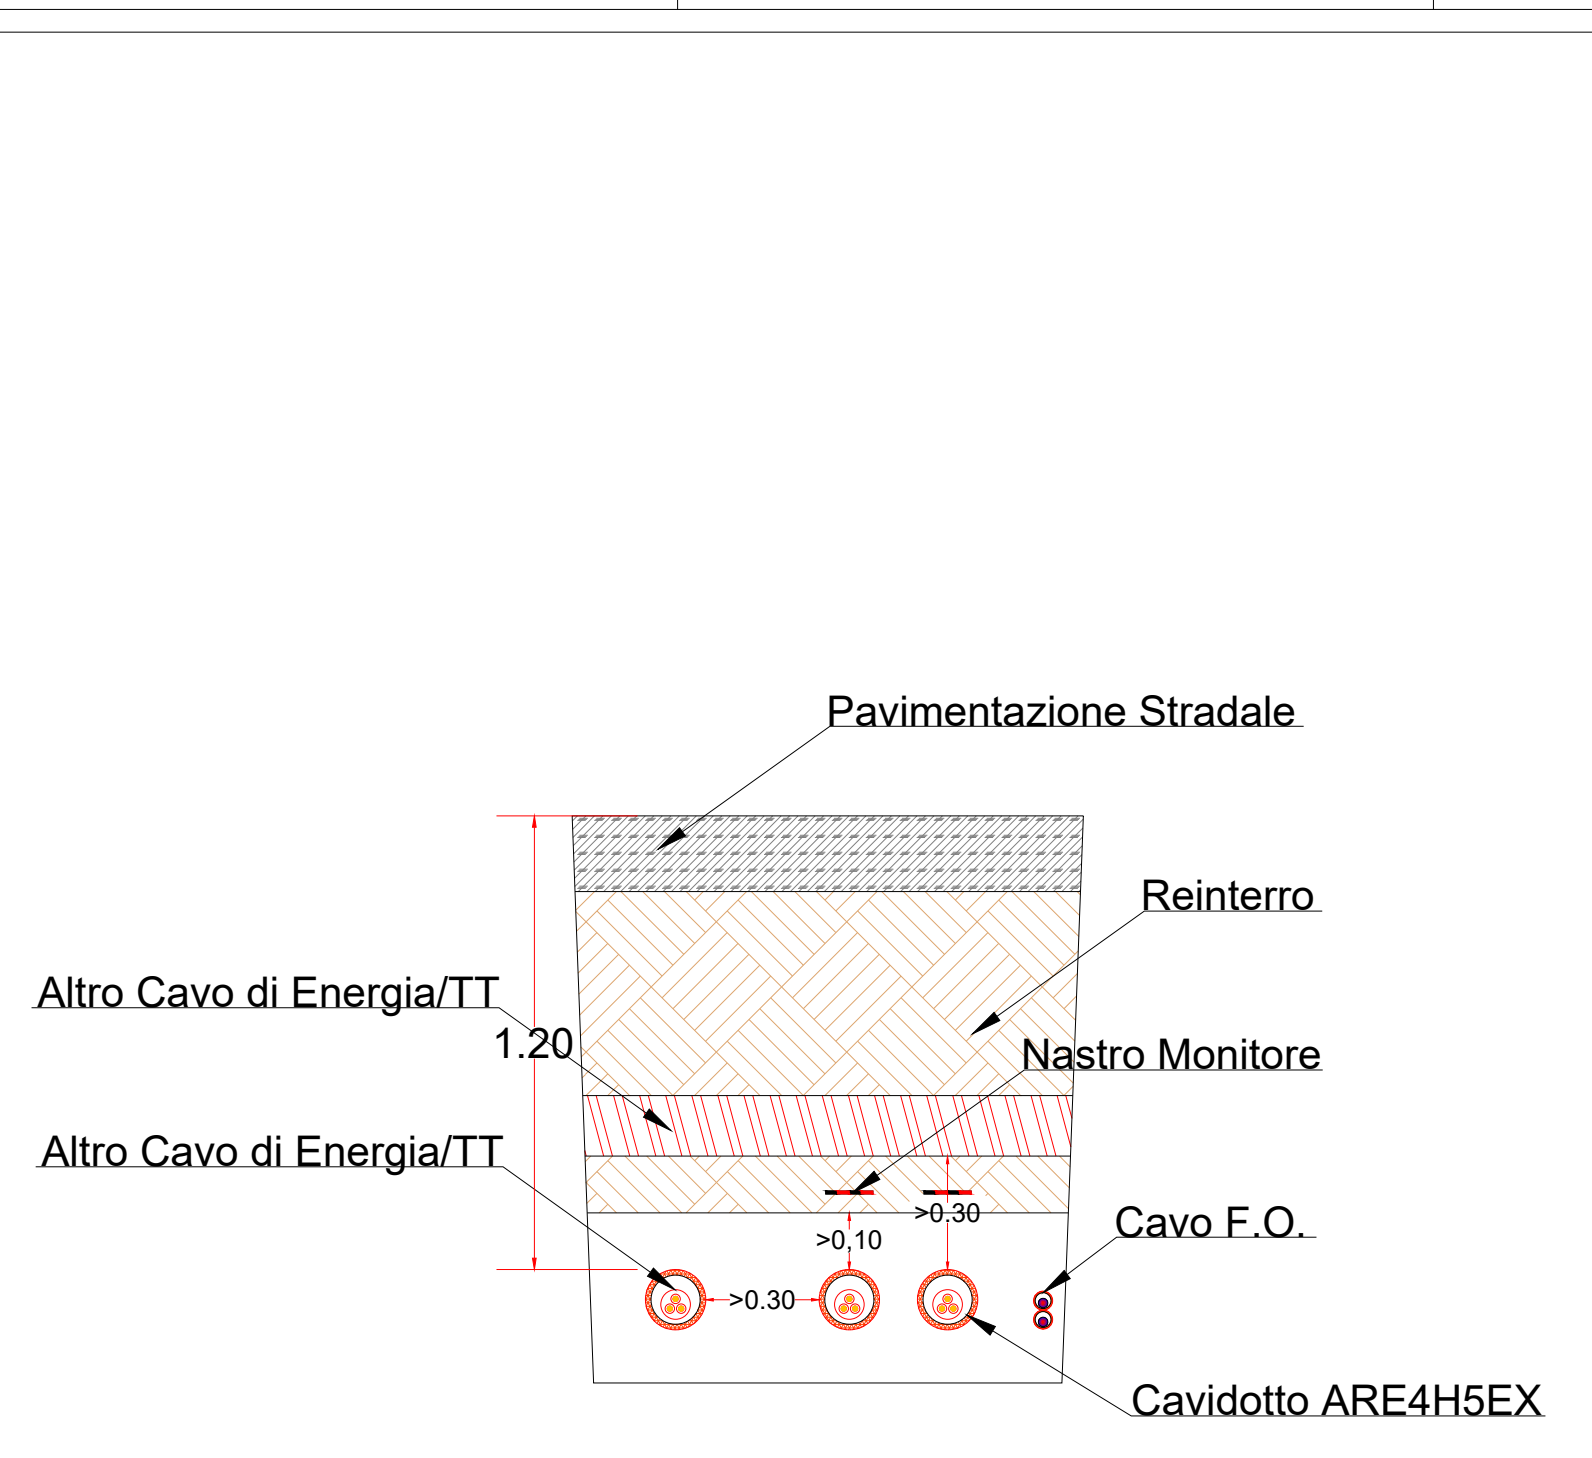 Pavimentazione Stradale
Reinterro
Altro Cavo di Energia/TT
1.20
Nastro Monitore
Altro Cavo di Energia/TT
>0.30
Cavo F.O.
>0,10
>0.30
Cavidotto ARE4H5EX